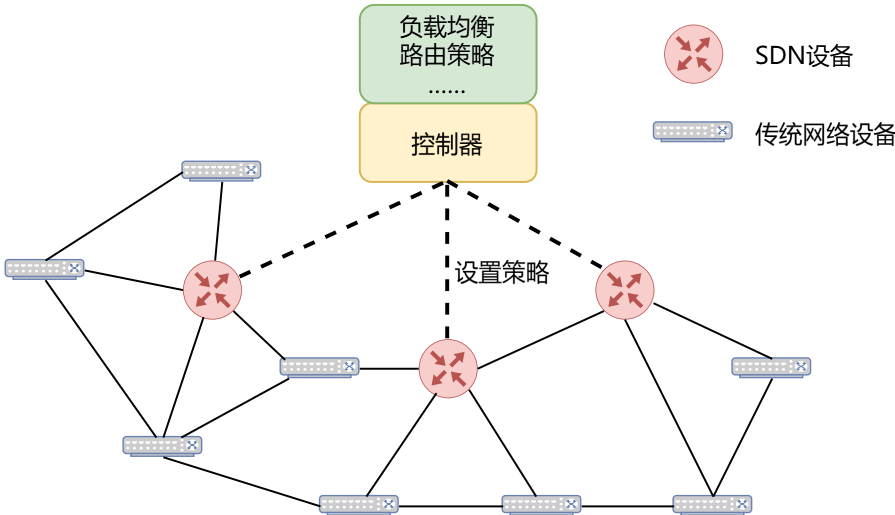 负载均衡
路由策略
......
控制器
SDN设备
传统网络设备
设置策略